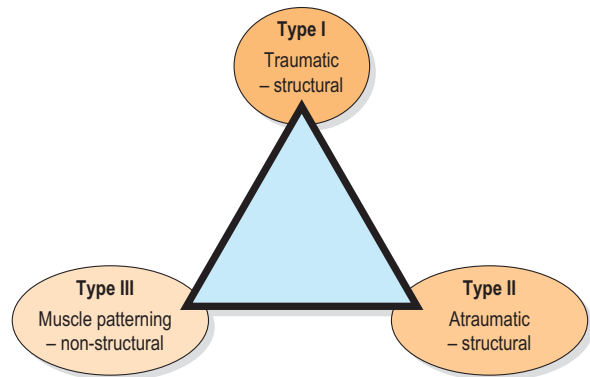 Type I
Traumatic
– structural
Type III
Muscle patterning
– non-structural
Type II
Atraumatic
– structural